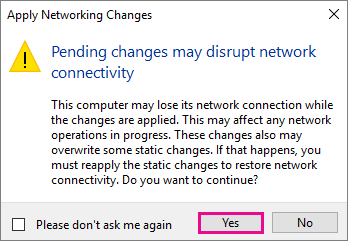 Apply Networking Changes
Pending changes may disrupt network
connectivity
This computer may lose its network connection while
the changes are applied. This may affect any network
operations in progress. These changes also may
overwrite some static changes. If that happens, you
must reapply the static changes to restore network
connectivity. Do you want to continue?
Please don't ask me again
Yes
No